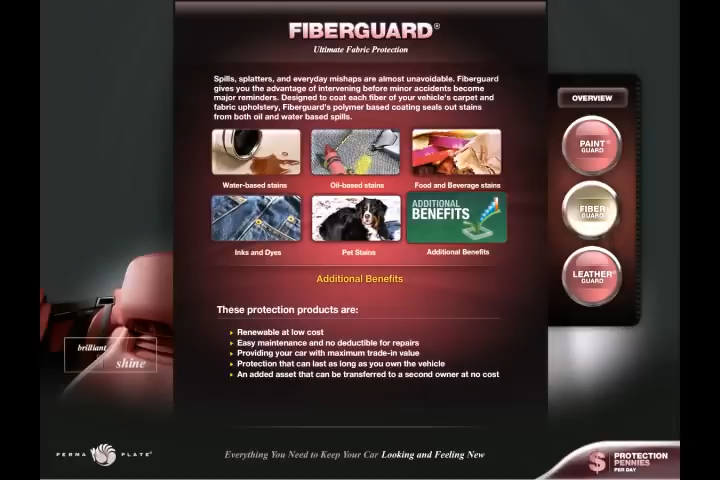 FIBERGUARD®
Ultimate Fabric Protection
Spills, splatters, and everyday mishaps are almost unavoidable. Fiberguard
gives you the advantage of intervening before minor accidents become
major reminders. Designed to coat each fiber of your vehicle's carpet and
fabric upholstery, Fiberguard's polymer based coating seals out stains
from both oil and water based spills.
Water-based stains
Oil-based stains
Food and Beverage stains
ADDITIONAL
BENEFITS
Inks and Dyes
Pet Stains
Additional Benefits
Additional Benefits
These protection products are:
Renewable at low cost
Easy maintenance and no deductible for repairs
Providing your car with maximum trade-in value
Protection that can last as long as you own the vehicle
An added asset that can be transferred to a second owner at no cost
OVERVIEW
PAINT®
GUARD
FIBER®
GUARD
LEATHER®
GUARD
brilliant
shine
PERMA PLATE®
Everything You Need to Keep Your Car Looking and Feeling New
$ PROTECTION
PENNIES
PER DAY